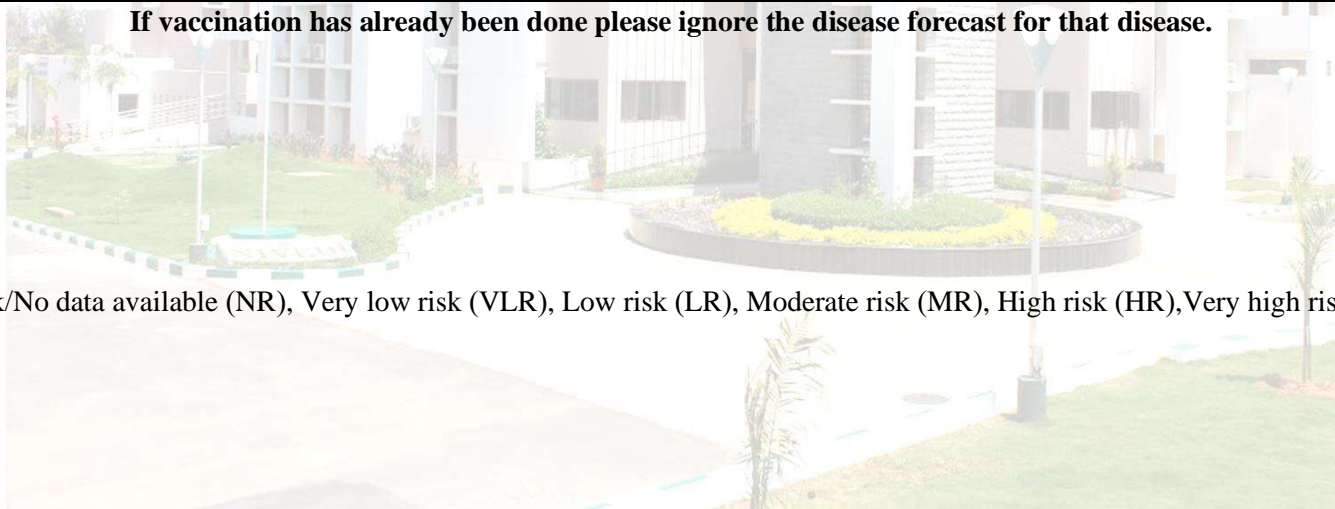 If vaccination has already been done please ignore the disease forecast for that disease.
/No data available (NR), Very low risk (VLR), Low risk (LR), Moderate risk (MR), High risk (HR),Very high